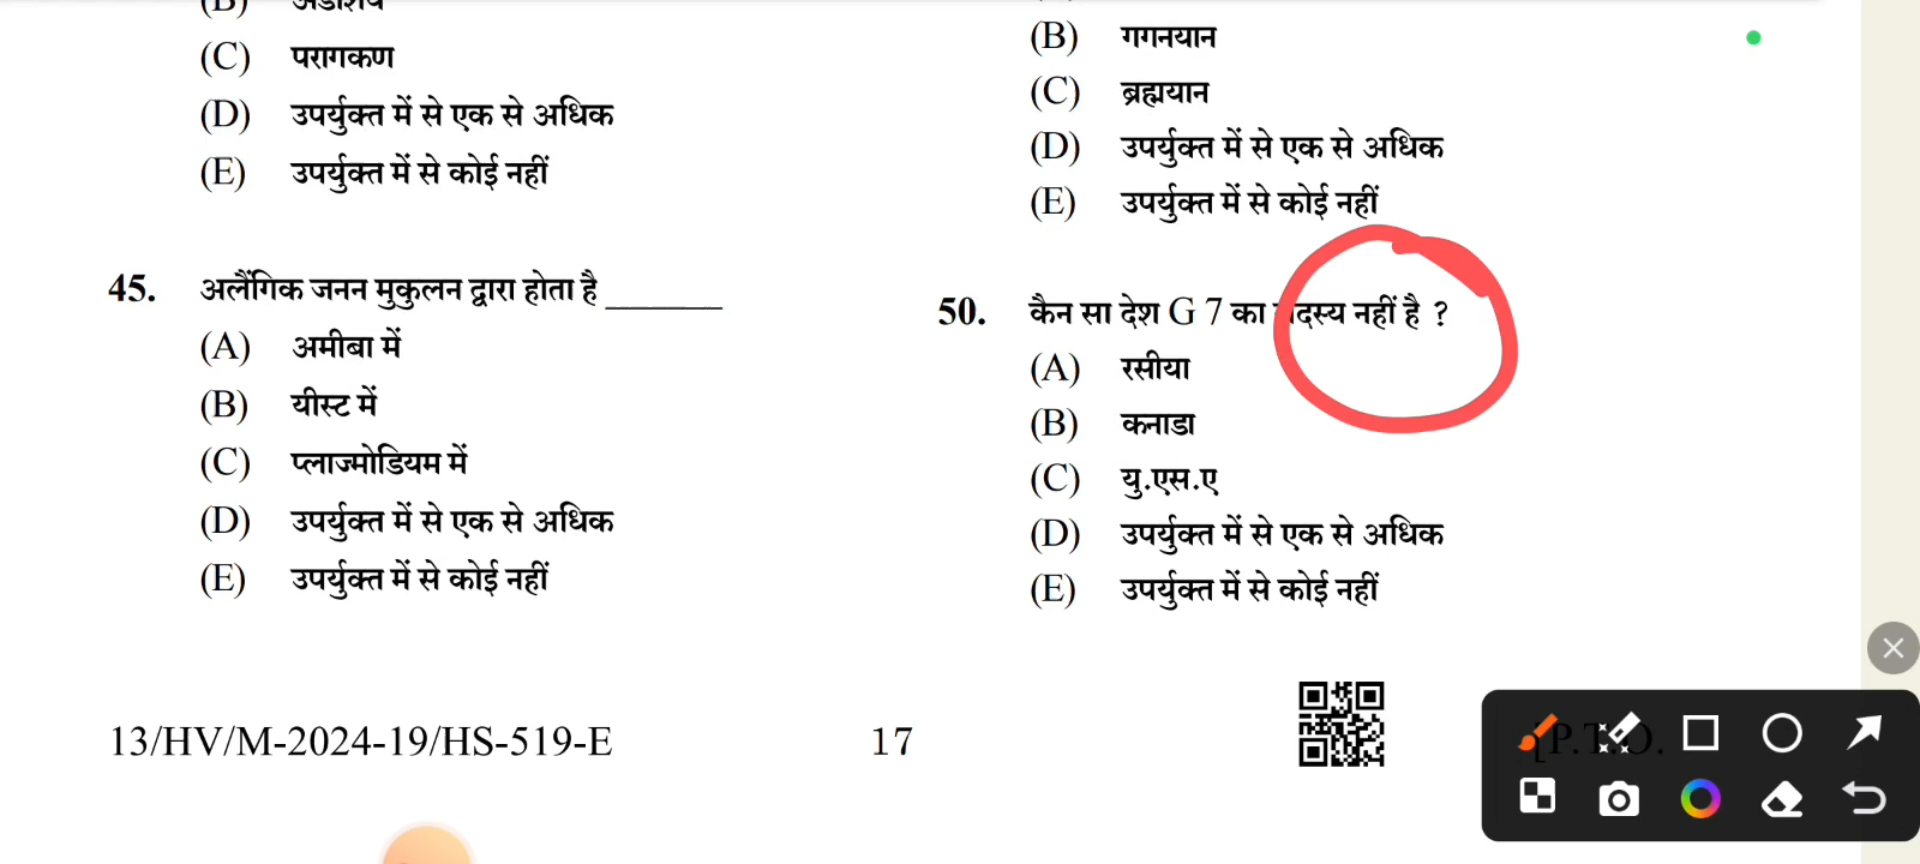 (C) परागकण
(D) उपर्युक्त में से एक से अधिक
(E) उपर्युक्त में से कोई नहीं
45. अलैंगिक जनन मुकुलन द्वारा होता है ________
(A) अमीबा में
(B) यीस्ट में
(C) प्लाज्मोडियम में
(D) उपर्युक्त में से एक से अधिक
(E) उपर्युक्त में से कोई नहीं
(B) गगनयान
(C) ब्रह्मयान
(D) उपर्युक्त में से एक से अधिक
(E) उपर्युक्त में से कोई नहीं
50. कैन सा देश G 7 का सदस्य नहीं है ?
(A) रसीया
(B) कनाडा
(C) यु.एस.ए
(D) उपर्युक्त में से एक से अधिक
(E) उपर्युक्त में से कोई नहीं
13/HV/M-2024-19/HS-519-E
17
[P.T.O.